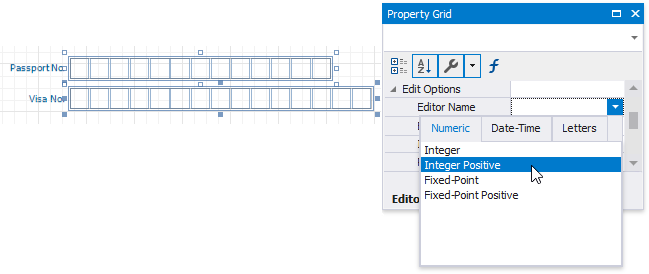 Passport No.
Visa No.
Property Grid
Edit Options
Editor Name
Numeric
Date-Time
Letters
Integer
Integer Positive
Fixed-Point
Fixed-Point Positive
Edito